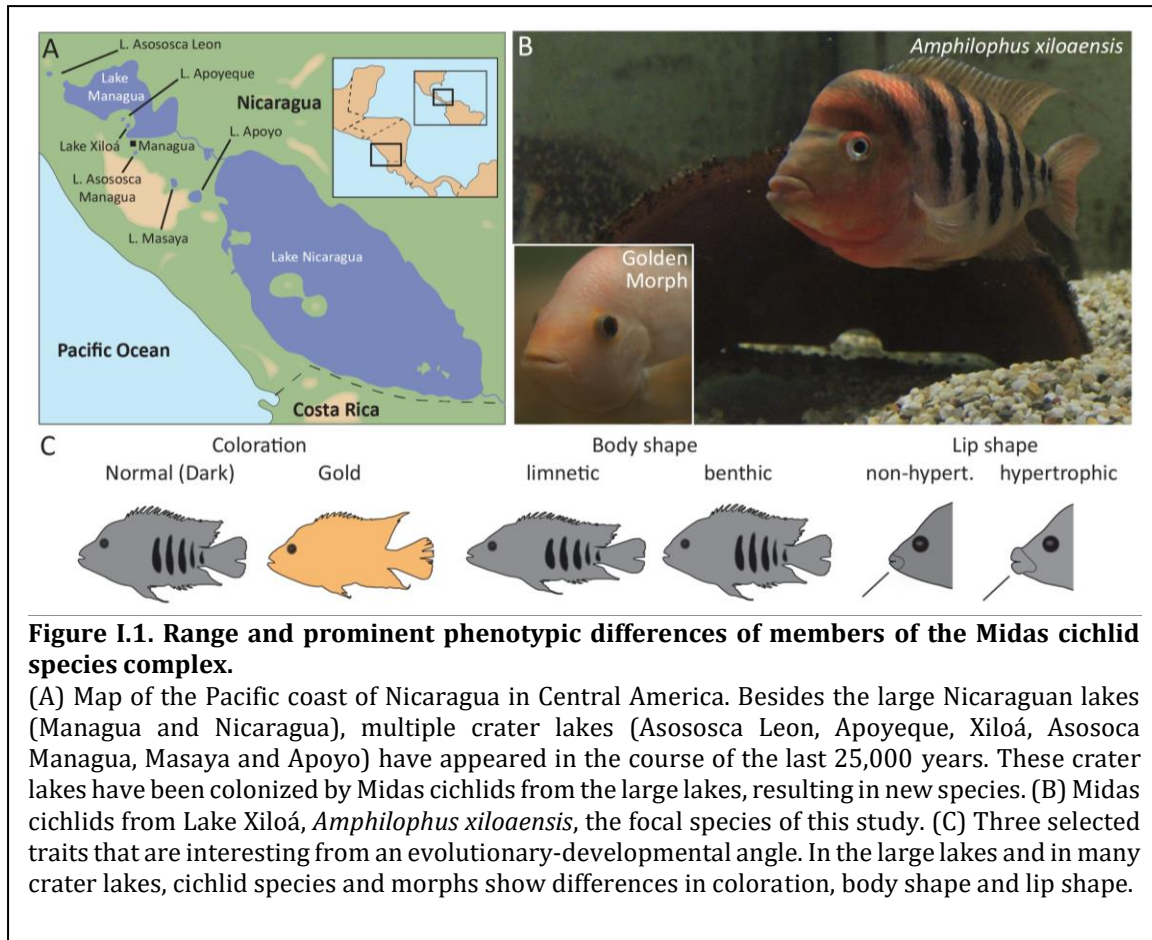 A
L. Asososca Leon
Lake
Managua
L. Apoyeque
Nicaragua
L. Apoyo
Lake Xiloá
Managua
L. Asososca
Managua
L. Masaya
Lake Nicaragua
Pacific Ocean
Costa Rica
B
Amphilophus xiloaensis
Golden
Morph
C
Coloration
Body shape
Lip shape
Normal (Dark)
Gold
limnetic
benthic
non-hypert.
hypertrophic
Figure I.1. Range and prominent phenotypic differences of members of the Midas cichlid
species complex.
(A) Map of the Pacific coast of Nicaragua in Central America. Besides the large Nicaraguan lakes
(Managua and Nicaragua), multiple crater lakes (Asososca Leon, Apoyeque, Xiloá, Asosoca
Managua, Masaya and Apoyo) have appeared in the course of the last 25,000 years. These crater
lakes have been colonized by Midas cichlids from the large lakes, resulting in new species. (B) Midas
cichlids from Lake Xiloá, Amphilophus xiloaensis, the focal species of this study. (C) Three selected
traits that are interesting from an evolutionary-developmental angle. In the large lakes and in many
crater lakes, cichlid species and morphs show differences in coloration, body shape and lip shape.